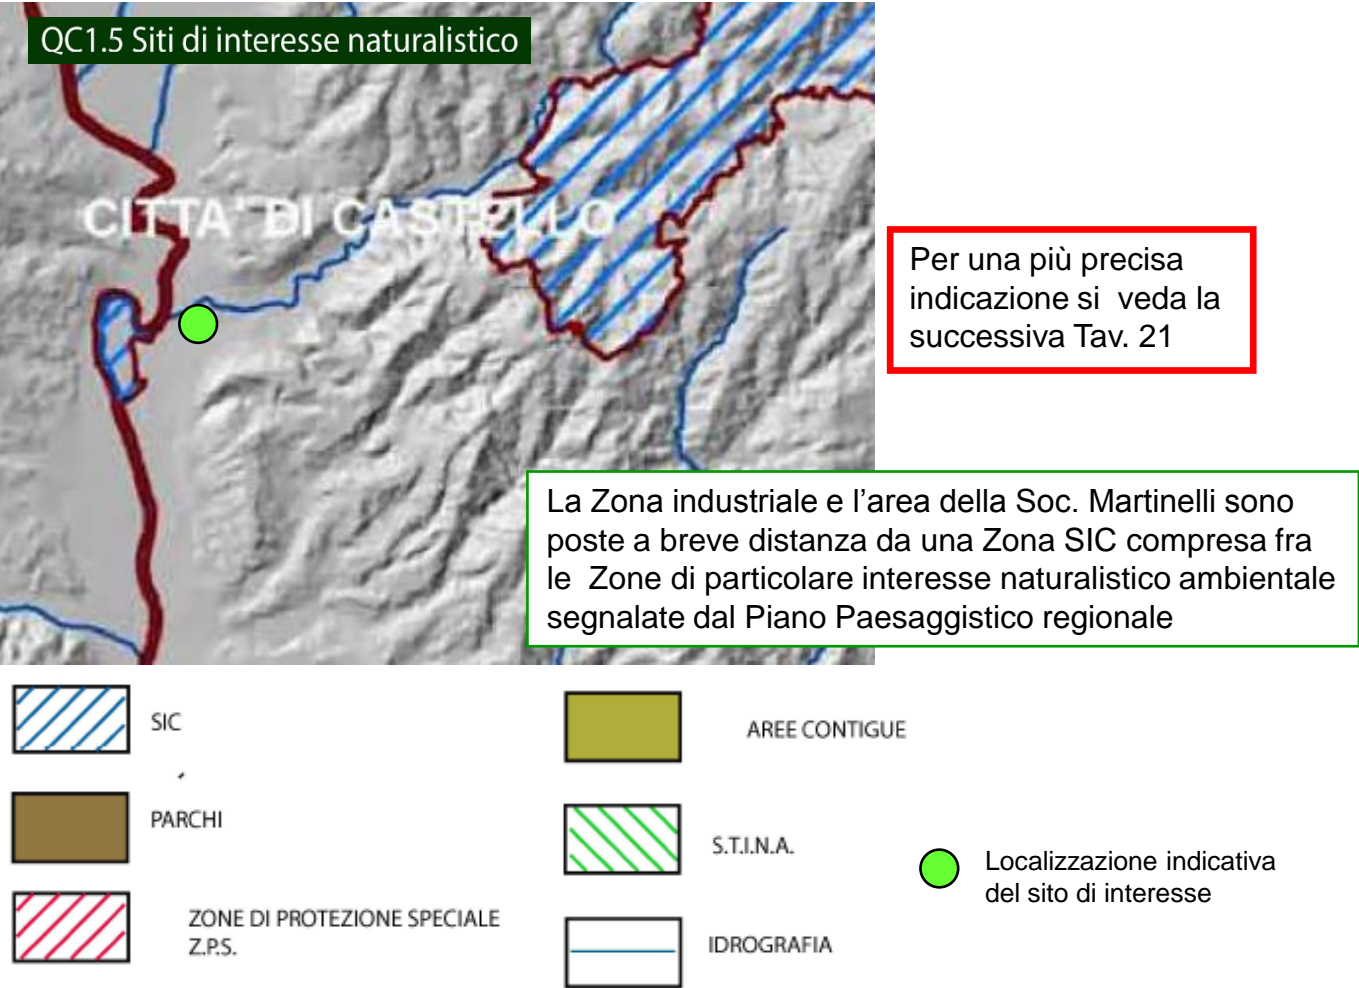 QC1.5 Siti di interesse naturalistico
CITTA' DI CASTELLO
Per una più precisa
indicazione si veda la
successiva Tav. 21
La Zona industriale e l’area della Soc. Martinelli sono
poste a breve distanza da una Zona SIC compresa fra
le Zone di particolare interesse naturalistico ambientale
segnalate dal Piano Paesaggistico regionale
SIC
PARCHI
ZONE DI PROTEZIONE SPECIALE
Z.P.S.
AREE CONTIGUE
S.T.I.N.A.
IDROGRAFIA
Localizzazione indicativa
del sito di interesse